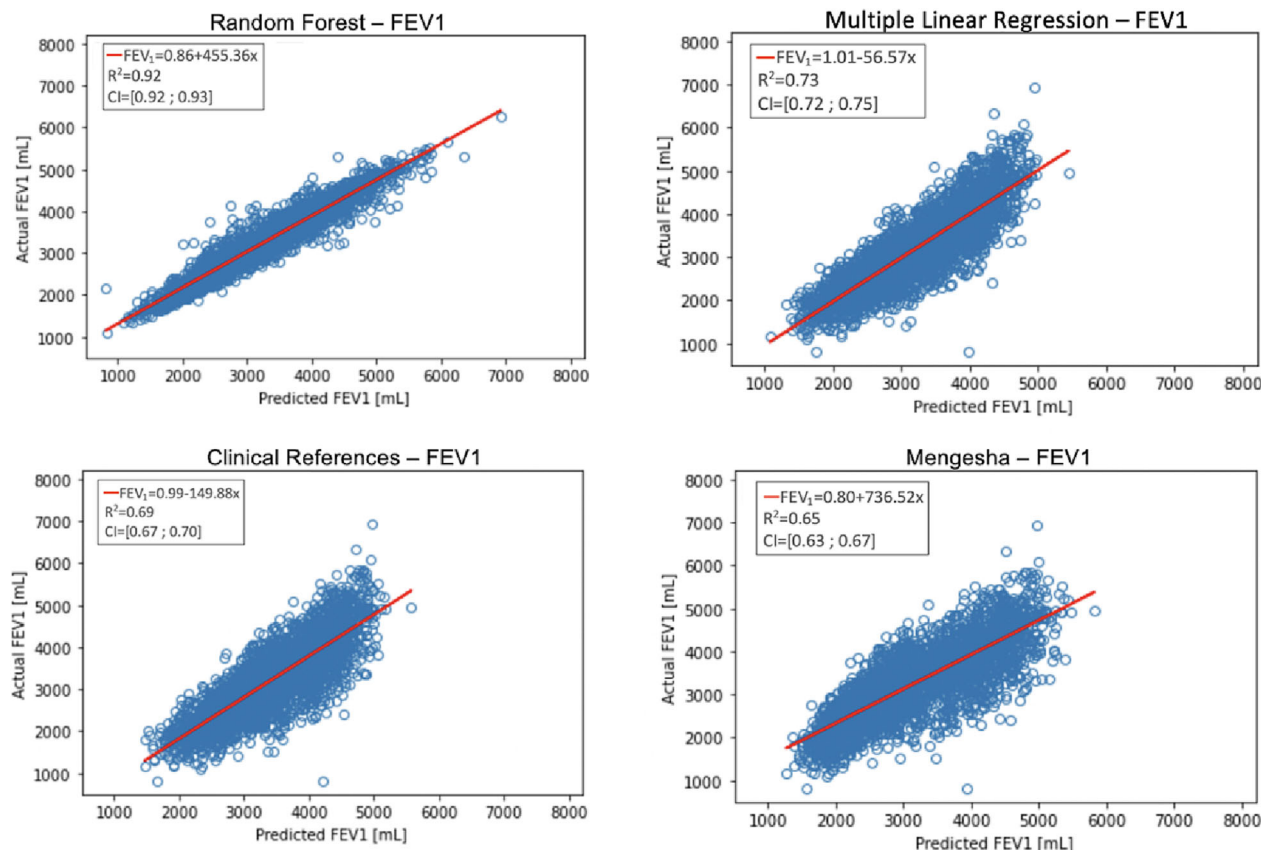 Random Forest – FEV1
8000
7000
6000
5000
4000
3000
2000
1000
FEV₁=0.86+455.36x
R²=0.92
CI=[0.92 ; 0.93]
Actual FEV1 [mL]
1000 2000 3000 4000 5000 6000 7000 8000
Predicted FEV1 [mL]
Multiple Linear Regression – FEV1
8000
7000
6000
5000
4000
3000
2000
1000
FEV₁=1.01-56.57x
R²=0.73
CI=[0.72 ; 0.75]
Actual FEV1 [mL]
1000 2000 3000 4000 5000 6000 7000 8000
Predicted FEV1 [mL]
Clinical References – FEV1
8000
7000
6000
5000
4000
3000
2000
1000
FEV₁=0.99-149.88x
R²=0.69
CI=[0.67 ; 0.70]
Actual FEV1 [mL]
1000 2000 3000 4000 5000 6000 7000 8000
Predicted FEV1 [mL]
Mengesha – FEV1
8000
7000
6000
5000
4000
3000
2000
1000
FEV₁=0.80+736.52x
R²=0.65
CI=[0.63 ; 0.67]
Actual FEV1 [mL]
1000 2000 3000 4000 5000 6000 7000 8000
Predicted FEV1 [mL]